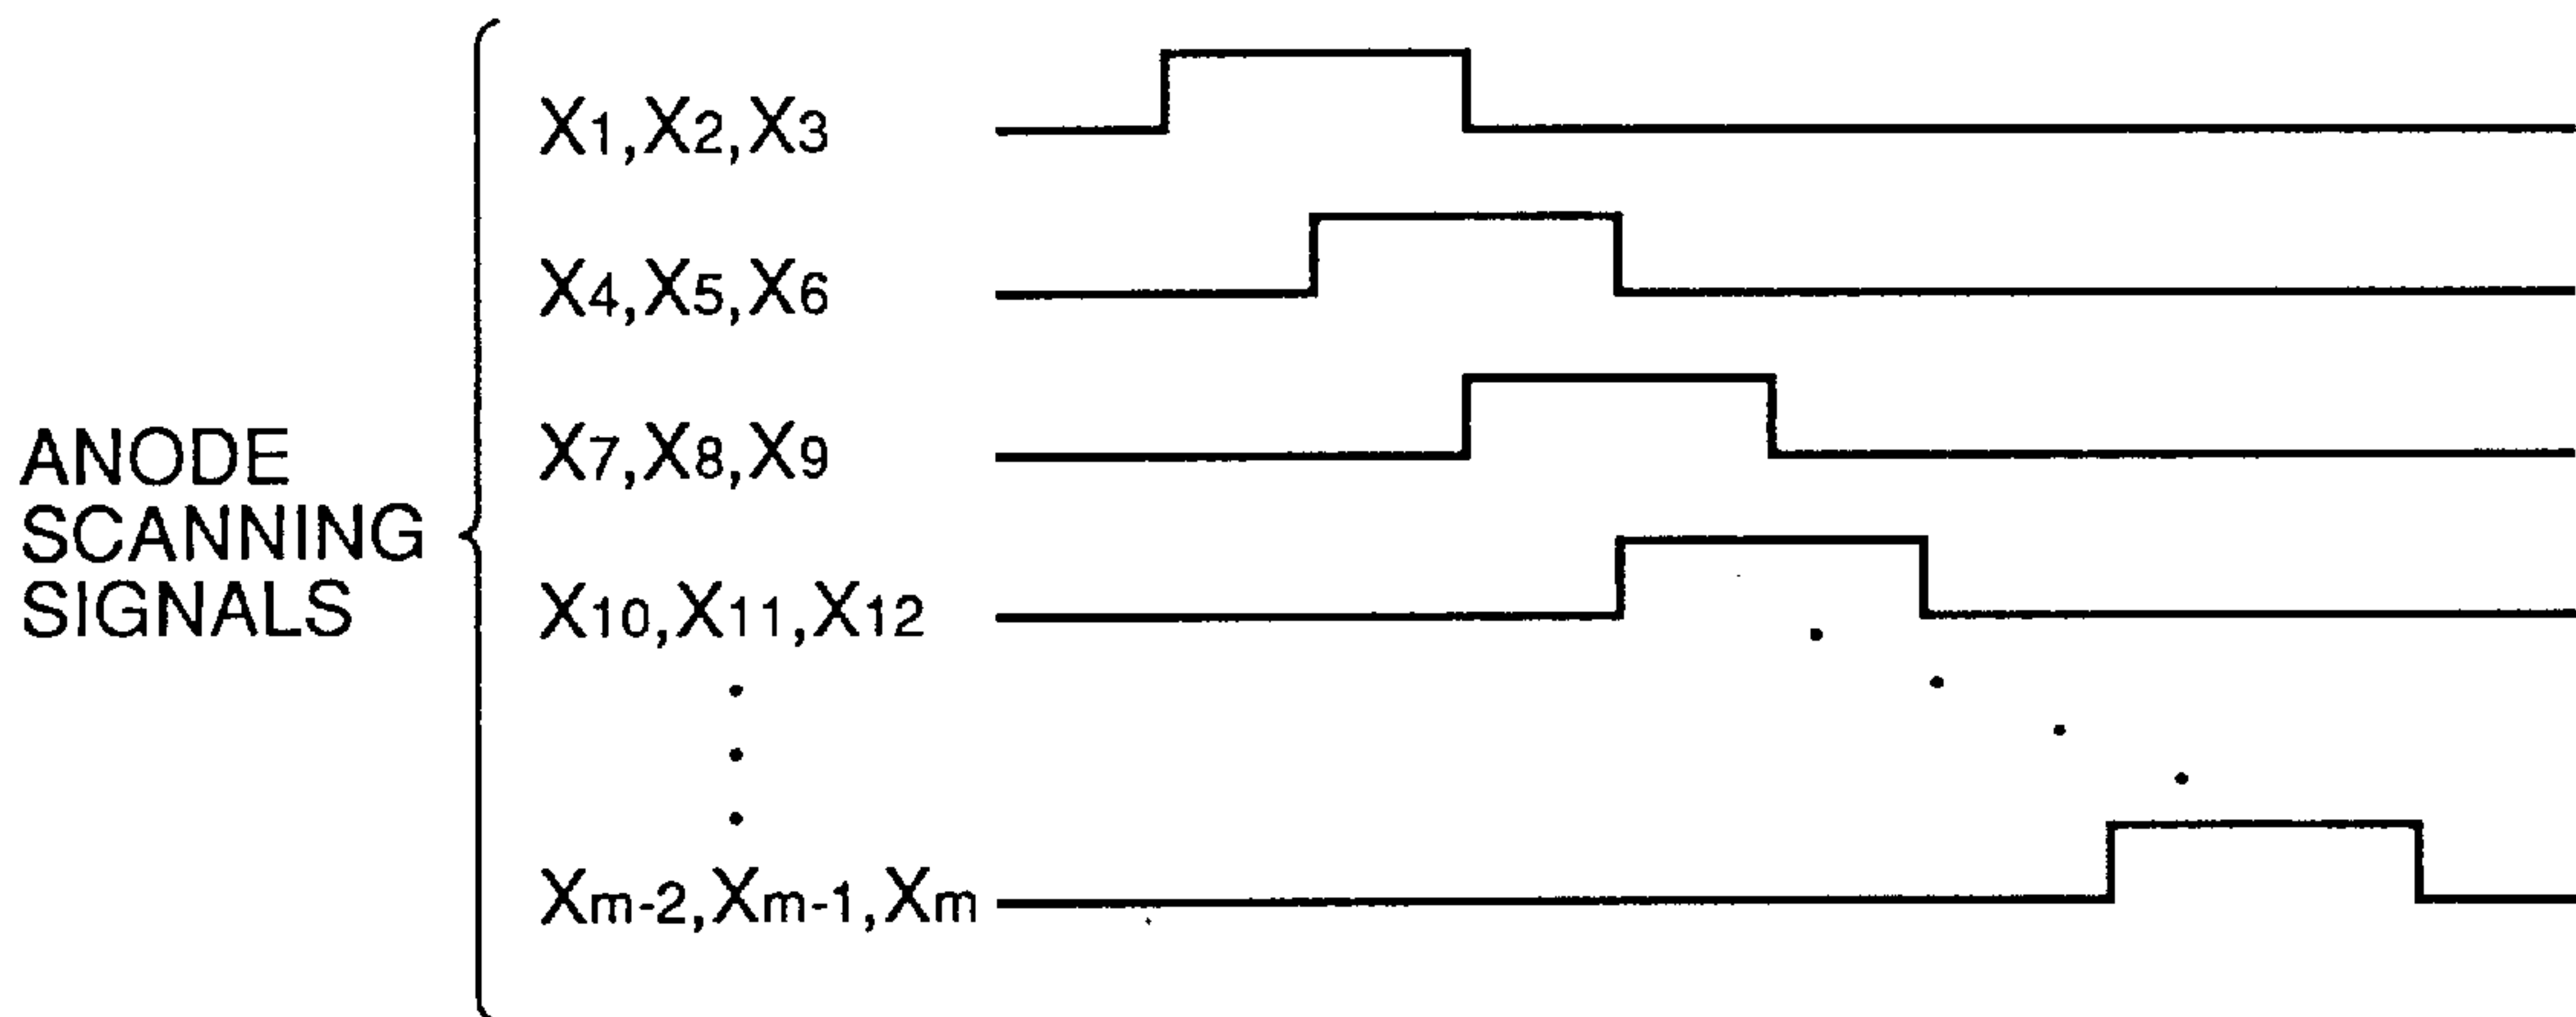 ANODE
SCANNING
SIGNALS
X1,X2,X3
X4,X5,X6
X7,X8,X9
X10,X11,X12
Xm-2,Xm-1,Xm